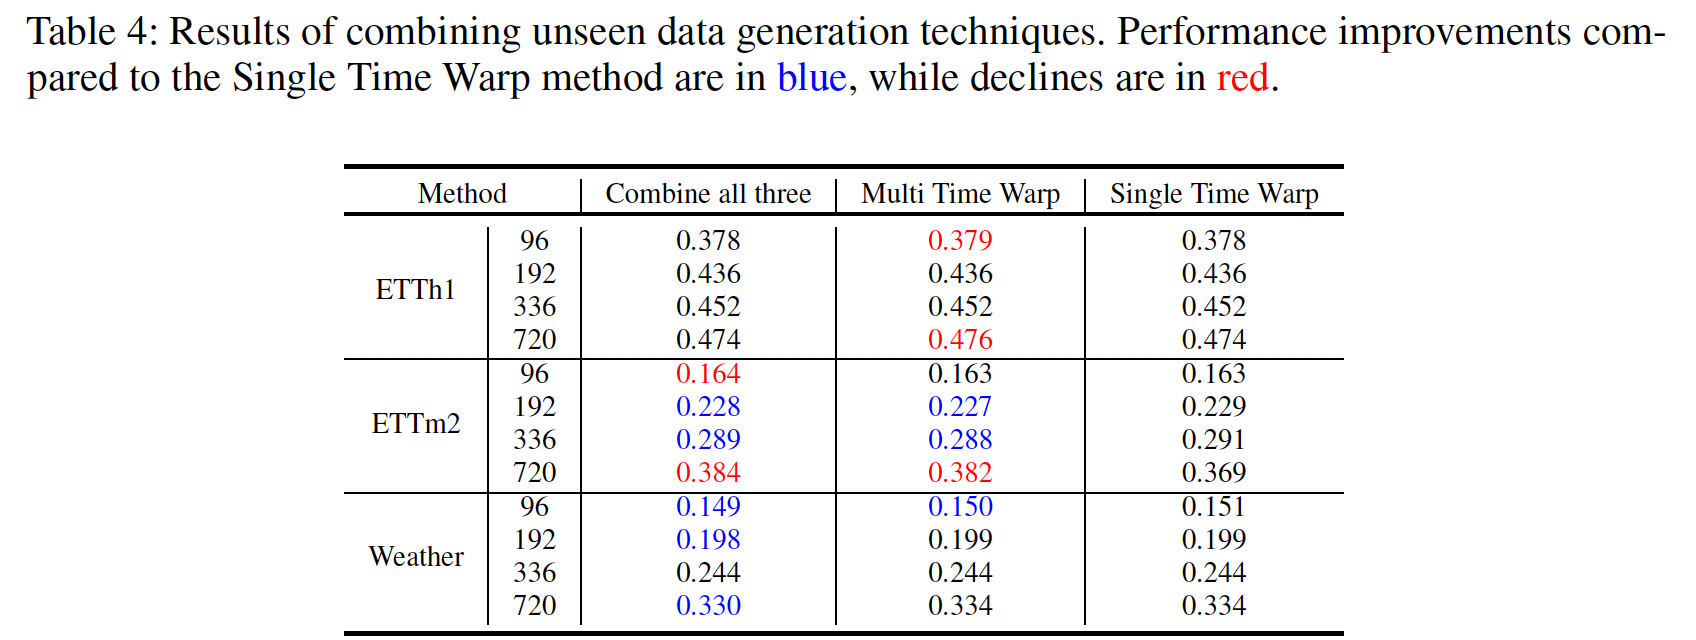 Table 4: Results of combining unseen data generation techniques. Performance improvements com-
pared to the Single Time Warp method are in blue, while declines are in red.
Method Combine all three Multi Time Warp Single Time Warp
ETTh1
96 0.378 0.379 0.378
192 0.436 0.436 0.436
336 0.452 0.452 0.452
720 0.474 0.476 0.474
ETTm2
96 0.164 0.163 0.163
192 0.228 0.227 0.229
336 0.289 0.288 0.291
720 0.384 0.382 0.369
Weather
96 0.149 0.150 0.151
192 0.198 0.199 0.199
336 0.244 0.244 0.244
720 0.330 0.334 0.334